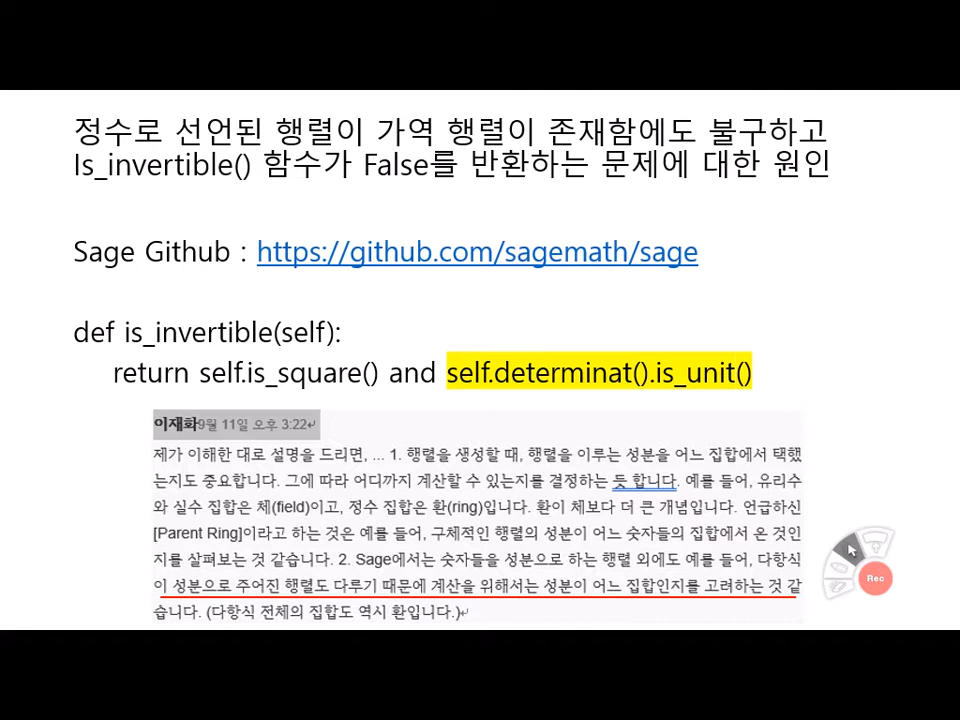 정수로 선언된 행렬이 가역 행렬이 존재함에도 불구하고
Is_invertible() 함수가 False를 반환하는 문제에 대한 원인
Sage Github : https://github.com/sagemath/sage
def is_invertible(self):
return self.is_square() and self.determinat().is_unit()
이재화9월 11일 오후 3:22↵
제가 이해한 대로 설명을 드리면, ... 1. 행렬을 생성할 때, 행렬을 이루는 성분을 어느 집합에서 택했
는지도 중요합니다. 그에 따라 어디까지 계산할 수 있는지를 결정하는 듯 합니다. 예를 들어, 유리수
와 실수 집합은 체(field)이고, 정수 집합은 환(ring)입니다. 환이 체보다 더 큰 개념입니다. 언급하신
[Parent Ring]이라고 하는 것은 예를 들어, 구체적인 행렬의 성분이 어느 숫자들의 집합에서 온 것인
지를 살펴보는 것 같습니다. 2. Sage에서는 숫자들을 성분으로 하는 행렬 외에도 예를 들어, 다항식
이 성분으로 주어진 행렬도 다루기 때문에 계산을 위해서는 성분이 어느 집합인지를 고려하는 것 같
습니다. (다항식 전체의 집합도 역시 환입니다.)↵
Rec